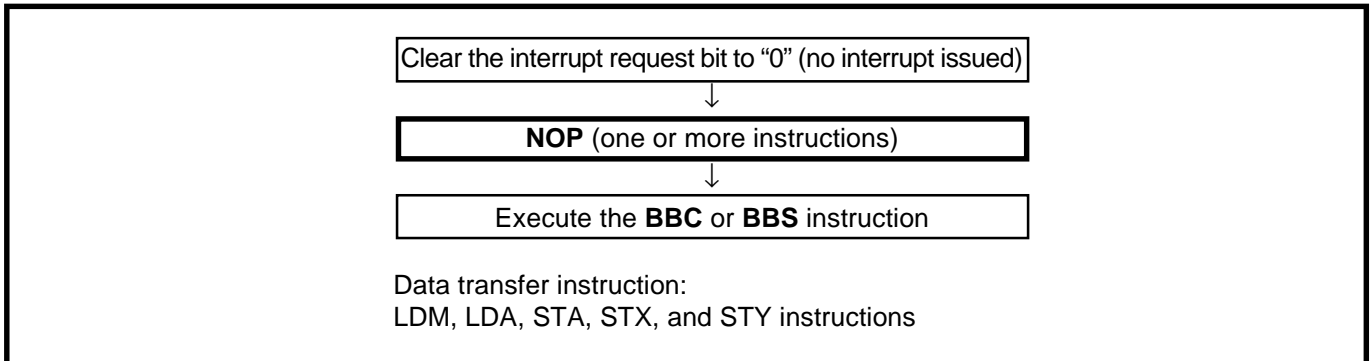 Clear the interrupt request bit to “0” (no interrupt issued)
NOP (one or more instructions)
Execute the BBC or BBS instruction
Data transfer instruction:
LDM, LDA, STA, STX, and STY instructions